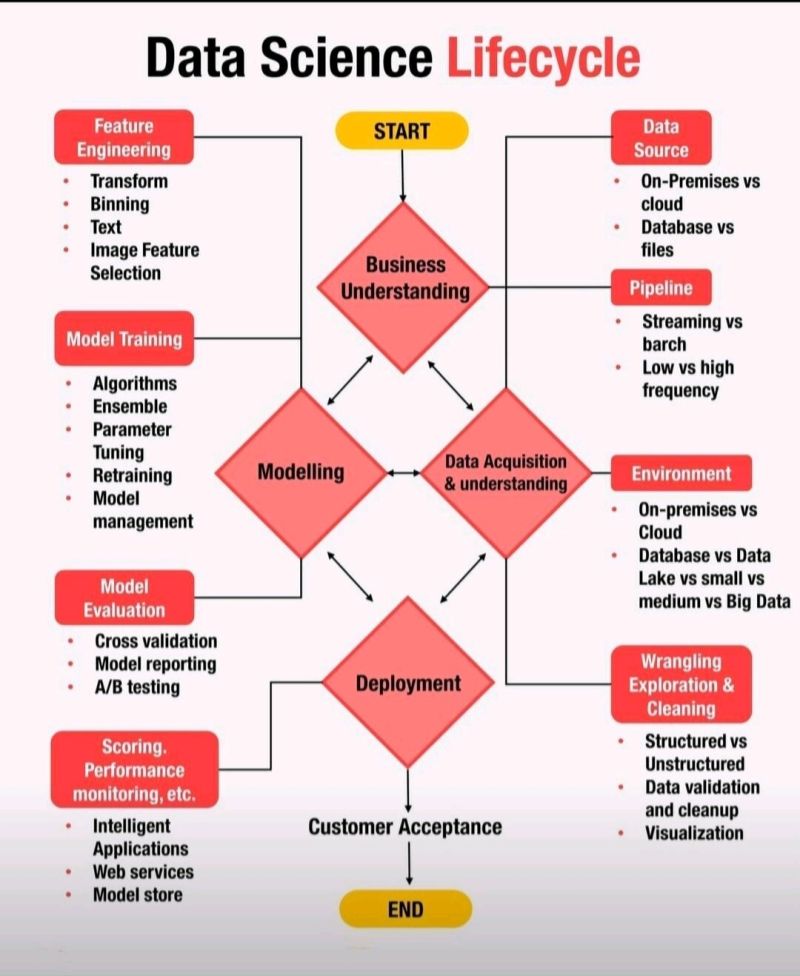 Data Science Lifecycle
START
Feature
Engineering
• Transform
• Binning
• Text
• Image Feature
Selection
Model Training
• Algorithms
• Ensemble
• Parameter
Tuning
• Retraining
• Model
management
Model
Evaluation
• Cross validation
• Model reporting
• A/B testing
Scoring.
Performance
monitoring, etc.
• Intelligent
Applications
• Web services
• Model store
Business
Understanding
Modelling
Data Acquisition
& understanding
Deployment
Customer Acceptance
END
Data
Source
• On-Premises vs
cloud
• Database vs
files
Pipeline
• Streaming vs
barch
• Low vs high
frequency
Environment
• On-premises vs
Cloud
• Database vs Data
Lake vs small vs
medium vs Big Data
Wrangling
Exploration &
Cleaning
• Structured vs
Unstructured
• Data validation
and cleanup
• Visualization